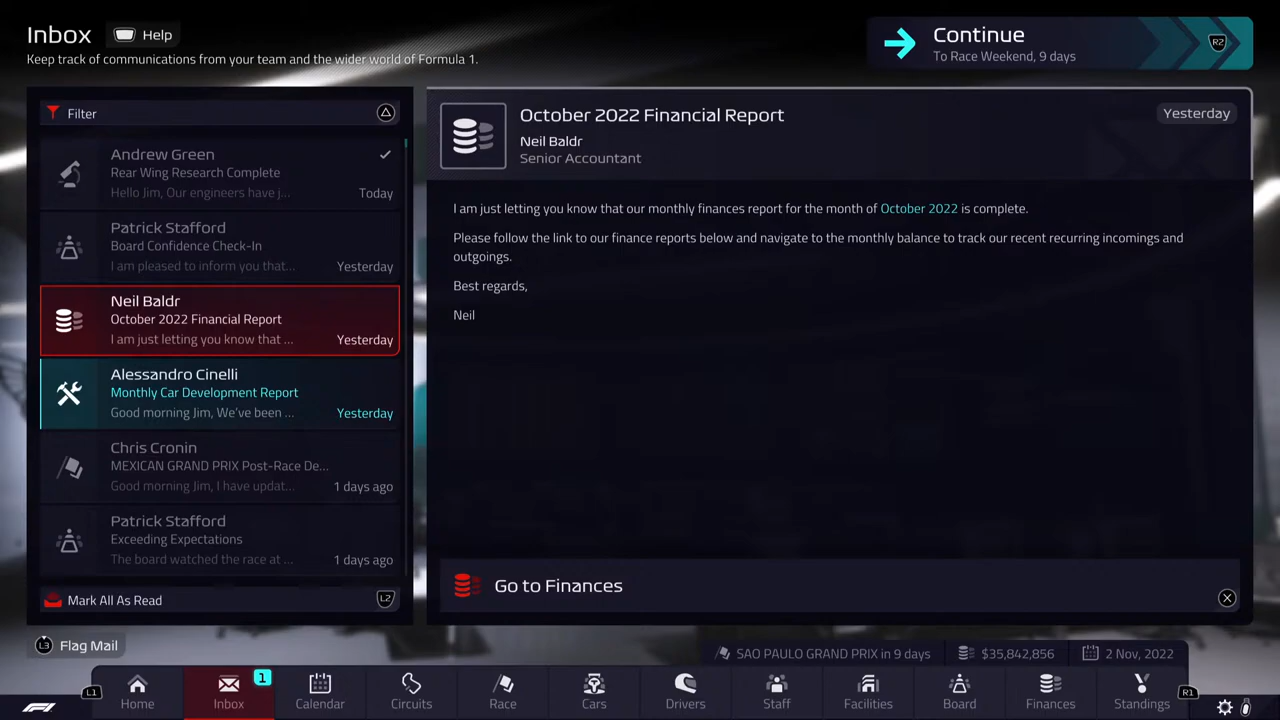 Inbox
Help
Keep track of communications from your team and the wider world of Formula 1.
Continue
To Race Weekend, 9 days
R2
Filter
Andrew Green
Rear Wing Research Complete
Hello Jim, Our engineers have j...
Today
Patrick Stafford
Board Confidence Check-In
I am pleased to inform you that...
Yesterday
Neil Baldr
October 2022 Financial Report
I am just letting you know that ...
Yesterday
Alessandro Cinelli
Monthly Car Development Report
Good morning Jim, We've been ...
Yesterday
Chris Cronin
MEXICAN GRAND PRIX Post-Race De...
Good morning Jim, I have updat...
1 days ago
Patrick Stafford
Exceeding Expectations
The board watched the race at ...
1 days ago
Mark All As Read
L2
October 2022 Financial Report
Neil Baldr
Senior Accountant
Yesterday
I am just letting you know that our monthly finances report for the month of October 2022 is complete.
Please follow the link to our finance reports below and navigate to the monthly balance to track our recent recurring incomings and
outgoings.
Best regards,
Neil
Go to Finances
L3
Flag Mail
SAO PAULO GRAND PRIX in 9 days
$35,842,856
2 Nov, 2022
L1
Home
Inbox
1
Calendar
Circuits
Race
Cars
Drivers
Staff
Facilities
Board
Finances
Standings
R1